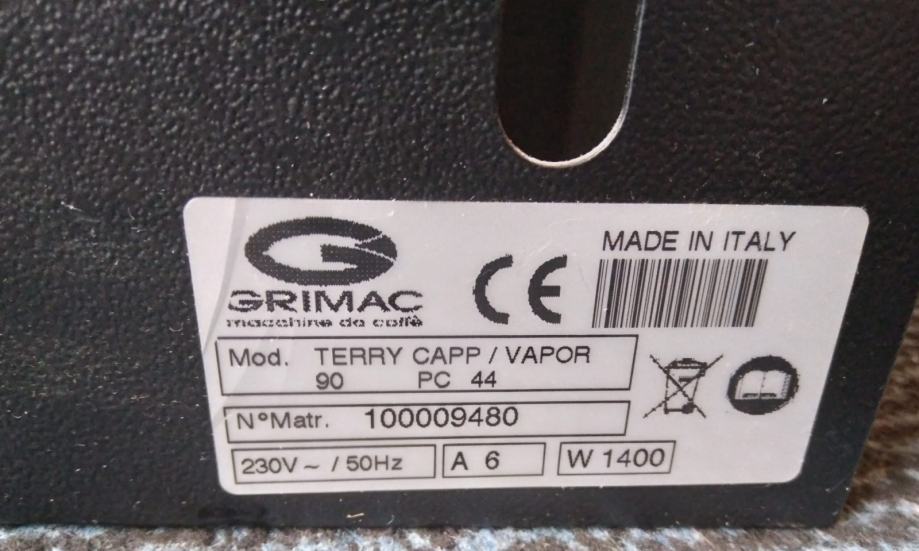 GRIMAC
macchine da caffè
CE
MADE IN ITALY
Mod. TERRY CAPP / VAPOR
90 PC 44
N°Matr. 100009480
230V ~ / 50Hz A 6 W 1400